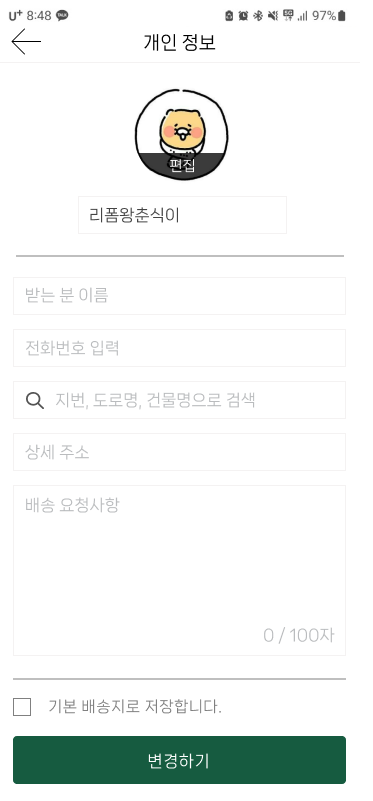 U+ 8:48 TALK 5G 97%
개인 정보
편집
리폼왕춘식이
받는 분 이름
전화번호 입력
지번, 도로명, 건물명으로 검색
상세 주소
배송 요청사항
0 / 100자
기본 배송지로 저장합니다.
변경하기